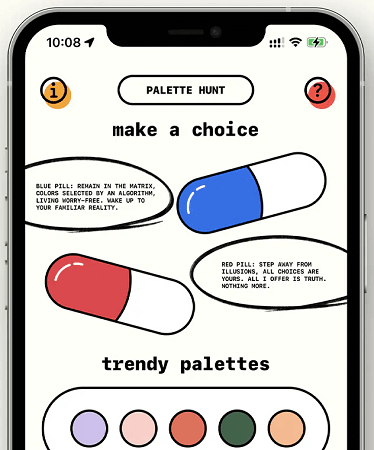 10:08
i
PALETTE HUNT
?
make a choice
BLUE PILL: REMAIN IN THE MATRIX,
COLORS SELECTED BY AN ALGORITHM,
LIVING WORRY-FREE. WAKE UP TO
YOUR FAMILIAR REALITY.
RED PILL: STEP AWAY FROM
ILLUSIONS, ALL CHOICES ARE
YOURS. ALL I OFFER IS TRUTH.
NOTHING MORE.
trendy palettes